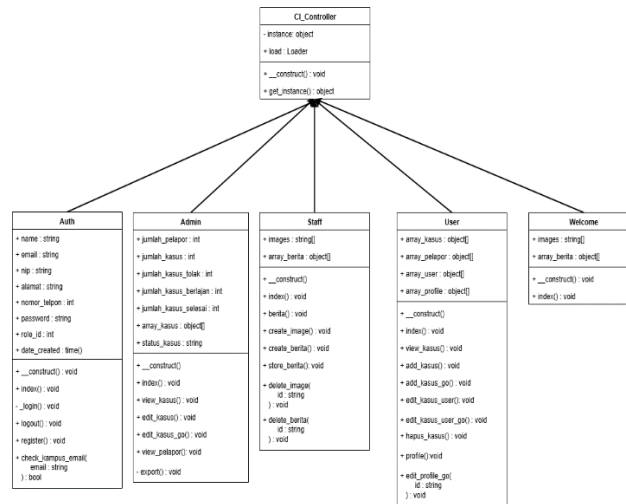 CI_Controller
- instance: object
+ load : Loader
+ __construct() : void
+ get_instance() : object
Auth
+ name : string
+ email : string
+ nip : string
+ alamat : string
+ nomor_telpon : int
+ password : string
+ role_id : int
+ date_created : time()
+ __construct() : void
+ index() : void
- _login() : void
+ logout() : void
+ register() : void
+ check_kampus_email(
email : string
) : bool
Admin
+ jumlah_pelapor : int
+ jumlah_kasus : int
+ jumlah_kasus_tolak : int
+ jumlah_kasus_berlajan : int
+ jumlah_kasus_selesai : int
+ array_kasus : object[]
+ status_kasus : string
+ __construct()
+ index() : void
+ view_kasus() : void
+ edit_kasus() : void
+ edit_kasus_go() : void
+ view_pelapor() : void
- export() : void
Staff
+ images : string[]
+ array_berita : object[]
+ __construct()
+ index() : void
+ berita() : void
+ create_image() : void
+ create_berita() : void
+ store_berita() : void
+ delete_image(
id : string
) : void
+ delete_berita(
id : string
) : void
User
+ array_kasus : object[]
+ array_pelapor : object[]
+ array_user : object[]
+ array_profile : object[]
+ __construct()
+ index() : void
+ view_kasus() : void
+ add_kasus() : void
+ add_kasus_go() : void
+ edit_kasus_user() : void
+ edit_kasus_user_go() : void
+ hapus_kasus() : void
+ profile():void
+ edit_profile_go(
id : string
) : void
Welcome
+ images : string[]
+ array_berita : object[]
+ __construct() : void
+ index() : void